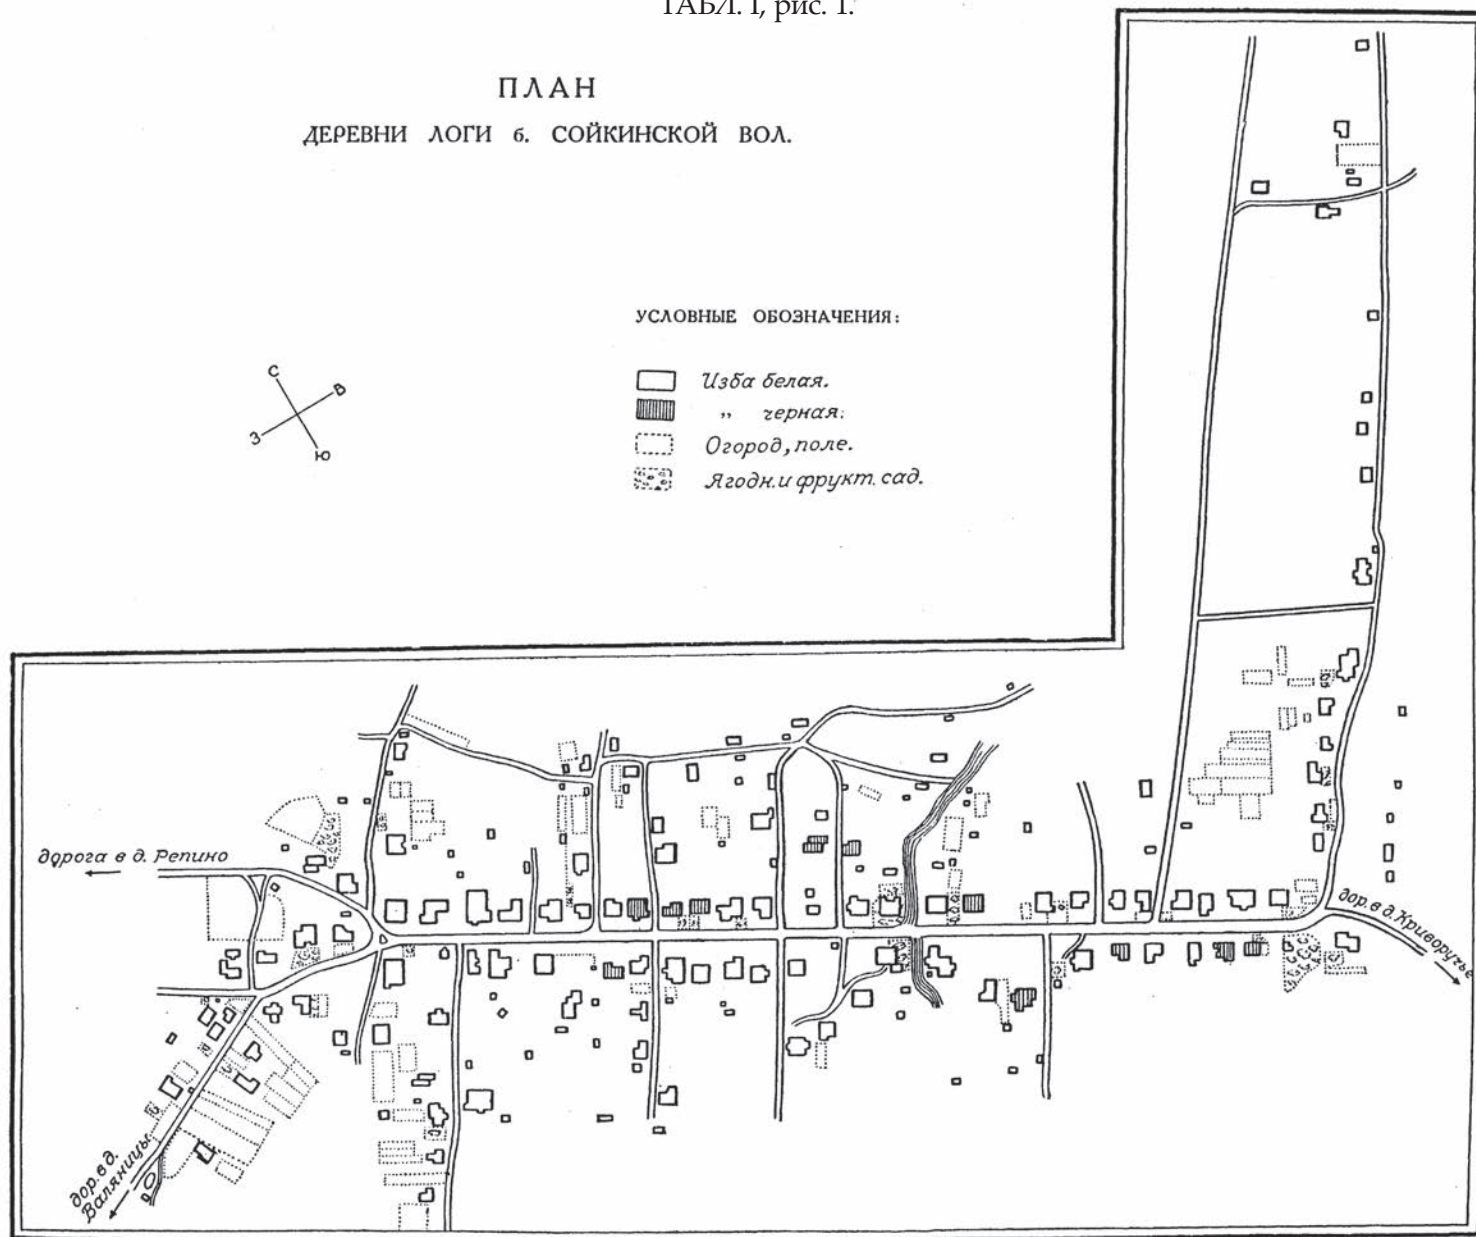 ТАБЛ. I, рис. 1.
ПЛАН
ДЕРЕВНИ ЛОГИ б. СОЙКИНСКОЙ ВОЛ.
УСЛОВНЫЕ ОБОЗНАЧЕНИЯ:
С
В
З
Ю
Изба белая.
„ черная.
Огород, поле.
Ягодн. и фрукт. сад.
дорога в д. Репино
дор. в д. Криворучье
дор. в д.
Валяницы